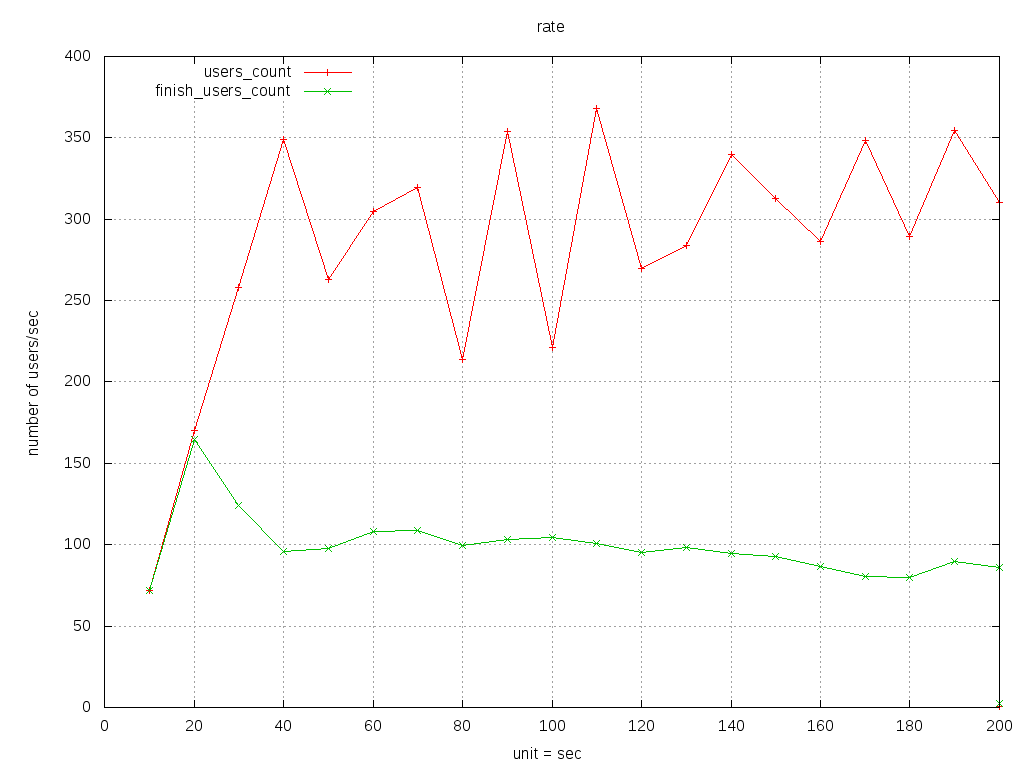 rate
400
350
300
250
200
150
100
50
0
users_count
finish_users_count
number of users/sec
0 20 40 60 80 100 120 140 160 180 200
unit = sec